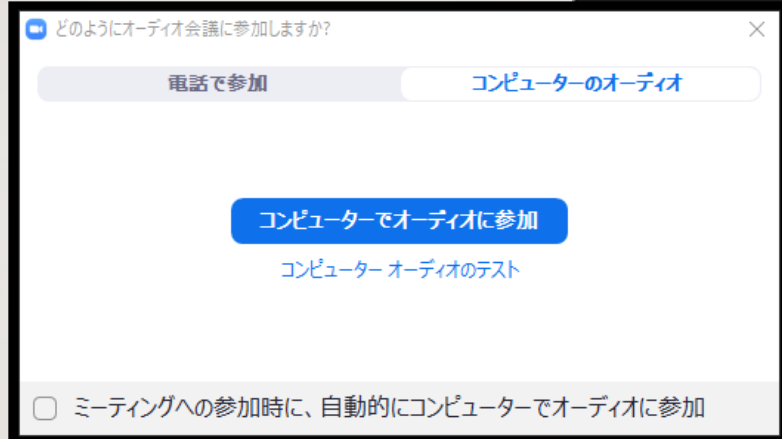 どのようにオーディオ会議に参加しますか?
電話で参加
コンピューターのオーディオ
コンピューターでオーディオに参加
コンピューター オーディオのテスト
ミーティングへの参加時に、自動的にコンピューターでオーディオに参加